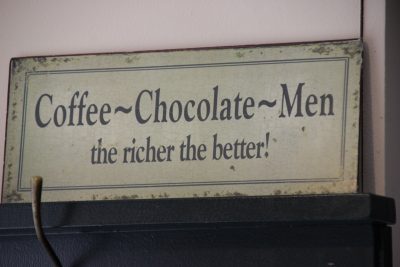 Coffee~Chocolate~Men
the richer the better!